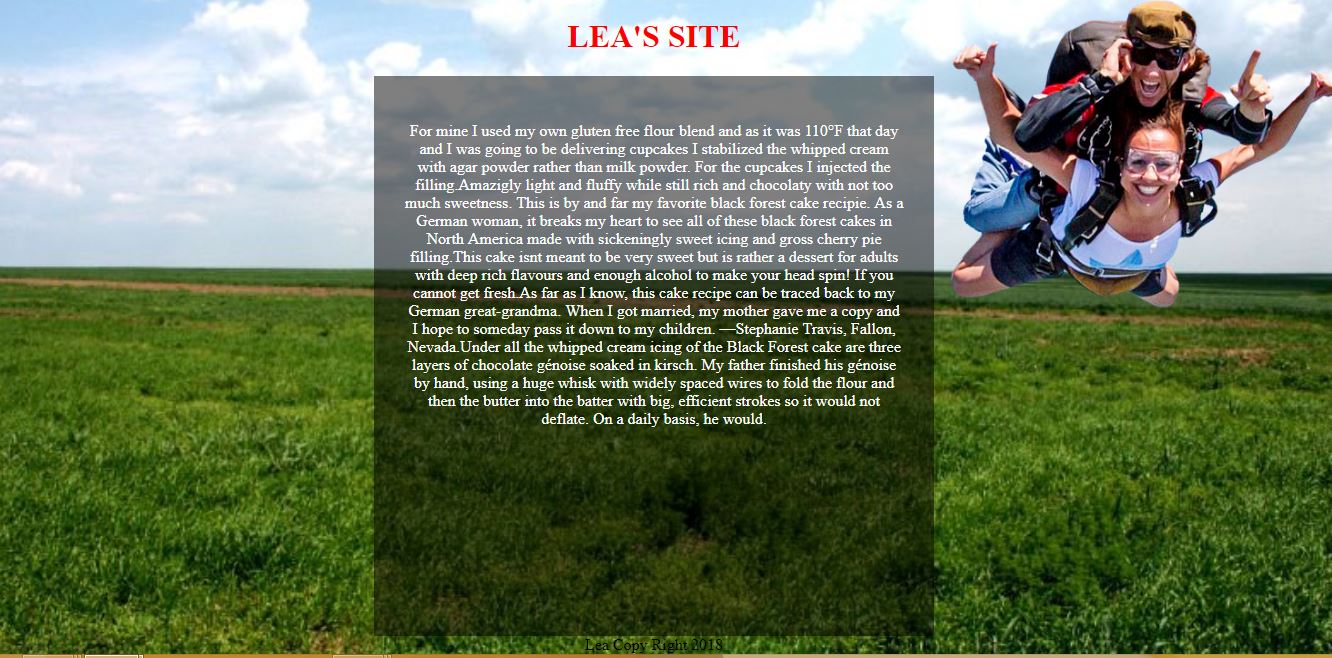 LEA'S SITE
For mine I used my own gluten free flour blend and as it was 110°F that day
and I was going to be delivering cupcakes I stabilized the whipped cream
with agar powder rather than milk powder. For the cupcakes I injected the
filling.Amazigly light and fluffy while still rich and chocolaty with not too
much sweetness. This is by and far my favorite black forest cake recipie. As a
German woman, it breaks my heart to see all of these black forest cakes in
North America made with sickeningly sweet icing and gross cherry pie
filling.This cake isnt meant to be very sweet but is rather a dessert for adults
with deep rich flavours and enough alcohol to make your head spin! If you
cannot get fresh.As far as I know, this cake recipe can be traced back to my
German great-grandma. When I got married, my mother gave me a copy and
I hope to someday pass it down to my children. —Stephanie Travis, Fallon,
Nevada.Under all the whipped cream icing of the Black Forest cake are three
layers of chocolate génoise soaked in kirsch. My father finished his génoise
by hand, using a huge whisk with widely spaced wires to fold the flour and
then the butter into the batter with big, efficient strokes so it would not
deflate. On a daily basis, he would.
Lea Copy Right 2018